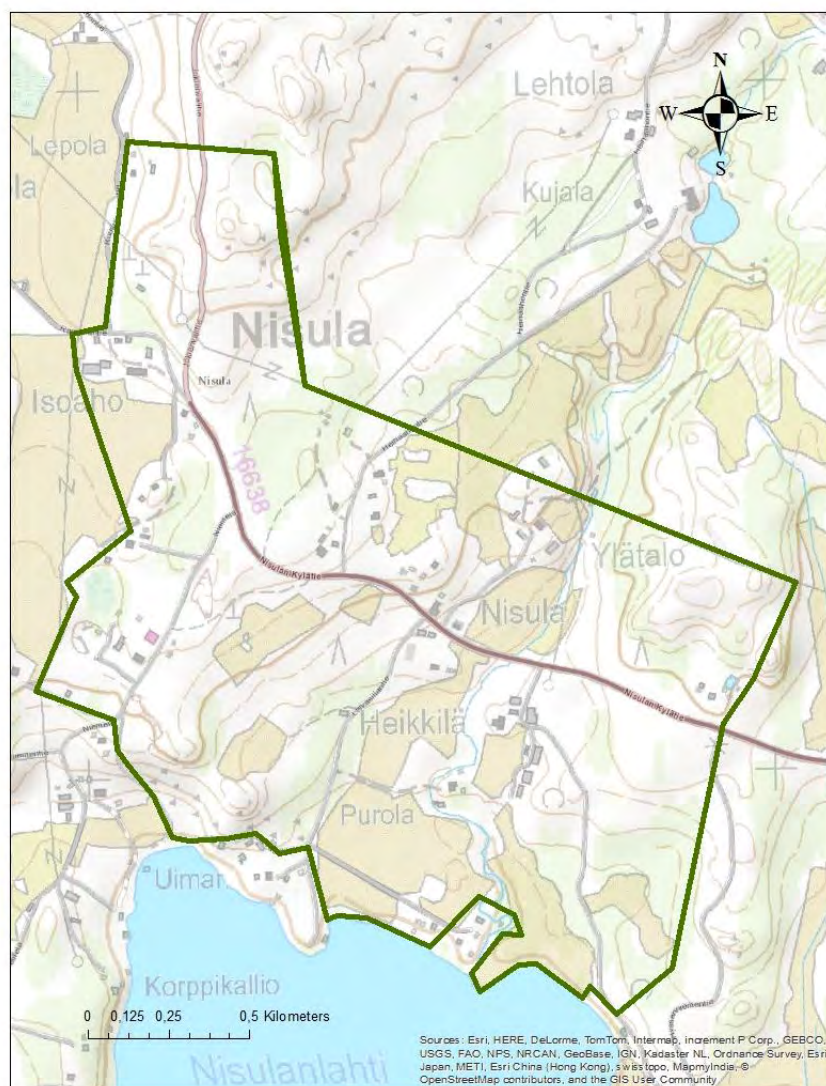 N
W E
S
Lehtola
Lepola
Kujala
Nisula
Nisula
Isoaho
16638
Nisulan Kylätie
Ylätalo
Nisula
Nisulan Kylätie
Heikkilä
Purola
Korppikallio
Nisulanlahti
0 0,125 0,25 0,5 Kilometers
Sources: Esri, HERE, DeLorme, TomTom, Intermap, increment P Corp., GEBCO,
USGS, FAO, NPS, NRCAN, GeoBase, IGN, Kadaster NL, Ordnance Survey, Esri
Japan, METI, Esri China (Hong Kong), swisstopo, MapmyIndia, ©
OpenStreetMap contributors, and the GIS User Community